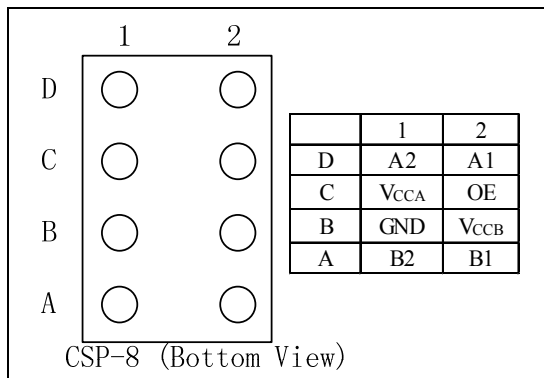 1 2
D
C
B
A
1 2
D A2 A1
C VCCA OE
B GND VCCB
A B2 B1
CSP-8 (Bottom View)